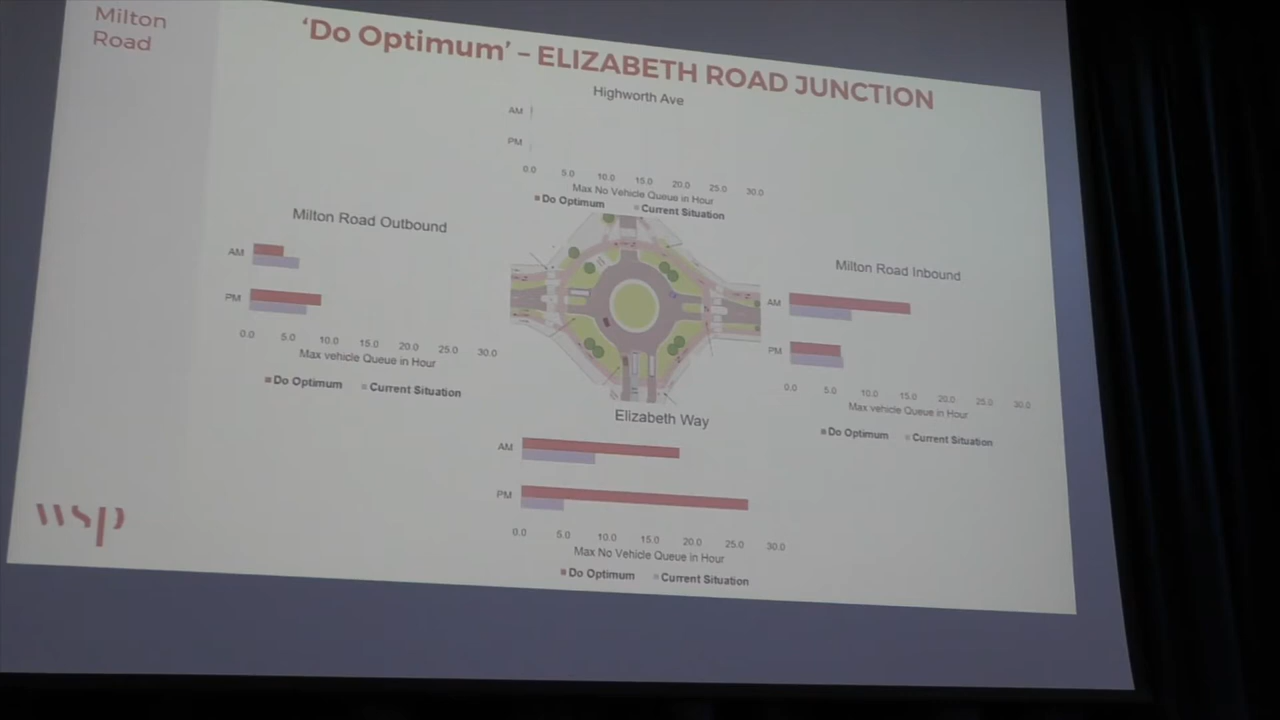 Milton
Road
'Do Optimum' – ELIZABETH ROAD JUNCTION
Highworth Ave
AM
PM
0.0 5.0 10.0 15.0 20.0 25.0 30.0
Max No Vehicle Queue in Hour
Do Optimum Current Situation
Milton Road Outbound
AM
PM
0.0 5.0 10.0 15.0 20.0 25.0 30.0
Max vehicle Queue in Hour
Do Optimum Current Situation
Milton Road Inbound
AM
PM
0.0 5.0 10.0 15.0 20.0 25.0 30.0
Max vehicle Queue in Hour
Do Optimum Current Situation
Elizabeth Way
AM
PM
0.0 5.0 10.0 15.0 20.0 25.0 30.0
Max No Vehicle Queue in Hour
Do Optimum Current Situation
wsp